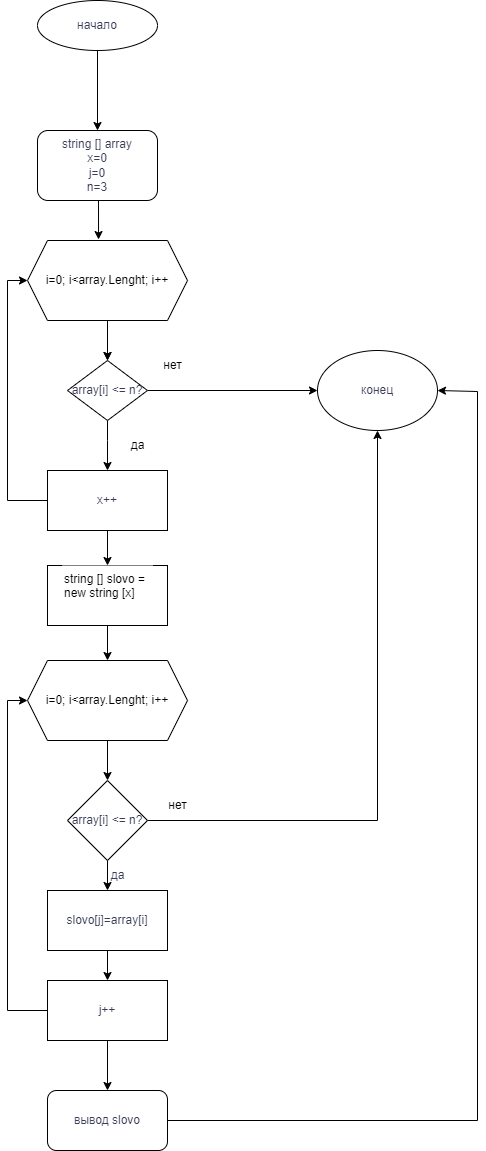 начало
string [] array
x=0
j=0
n=3
i=0; i<array.Lenght; i++
нет
array[i] <= n?
конец
да
x++
string [] slovo =
new string [x]
i=0; i<array.Lenght; i++
нет
array[i] <= n?
да
slovo[j]=array[i]
j++
вывод slovo